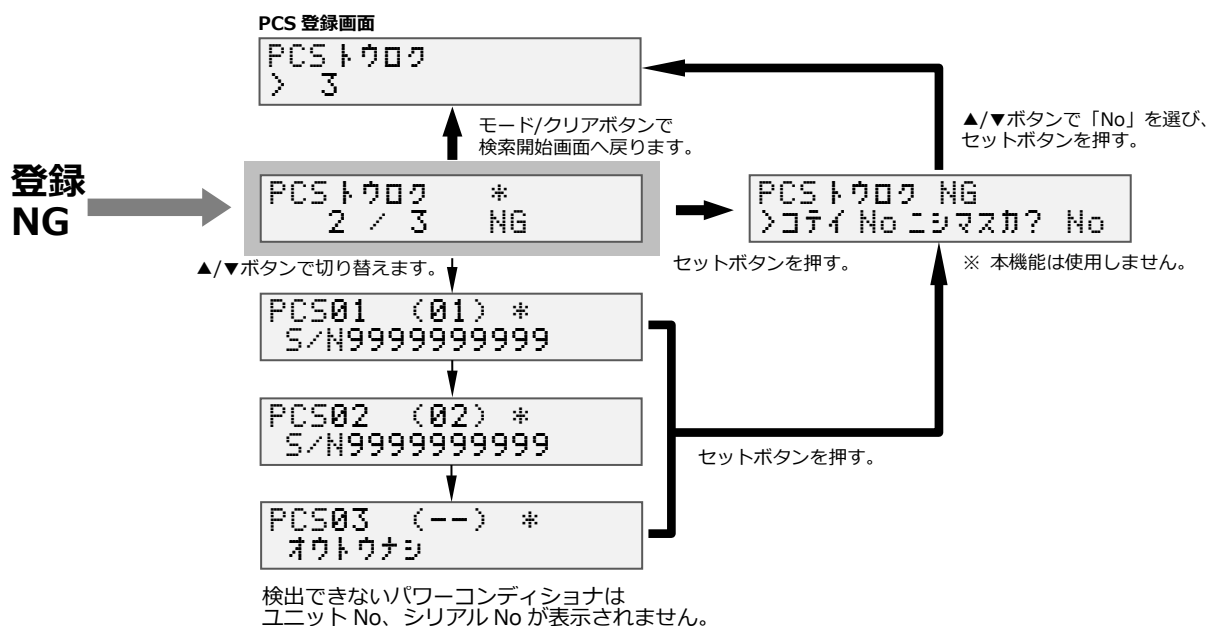 PCS 登録画面
PCSトウロク
> 3
モード/クリアボタンで
検索開始画面へ戻ります。
▲/▼ボタンで「No」を選び、
セットボタンを押す。
登録
NG
PCSトウロク *
2 / 3 NG
PCSトウロク NG
>コテイ No ニシマスカ? No
▲/▼ボタンで切り替えます。
セットボタンを押す。
※ 本機能は使用しません。
PCS01 (01) *
S/N9999999999
PCS02 (02) *
S/N9999999999
セットボタンを押す。
PCS03 (--) *
オウトウナシ
検出できないパワーコンディショナは
ユニット No、シリアル No が表示されません。